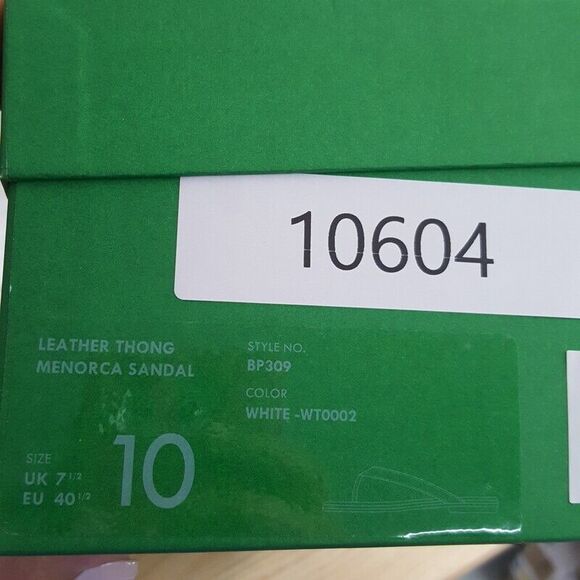 10604
LEATHER THONG
MENORCA SANDAL
STYLE NO.
BP309
COLOR
WHITE -WT0002
SIZE
UK 7 1/2
EU 40 1/2
10